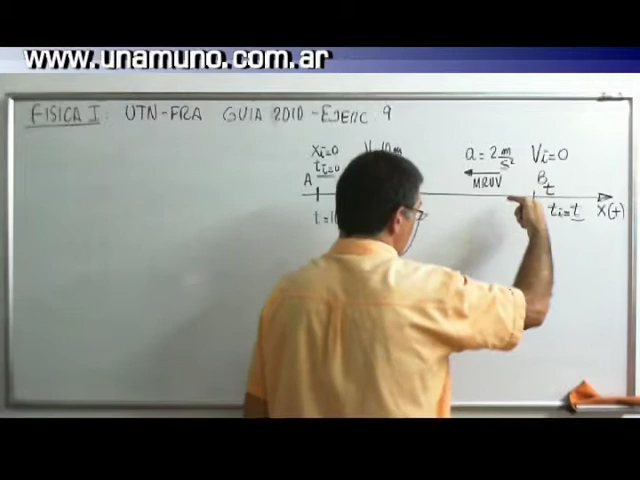 www.unamuno.com.ar
FISICA I: UTN-FRA GUIA 2010 - EJERC. 9
Xi=0
ti=0
A
a = 2 m/s²
MRUV
Vi=0
B
t
ti=t
X(+)